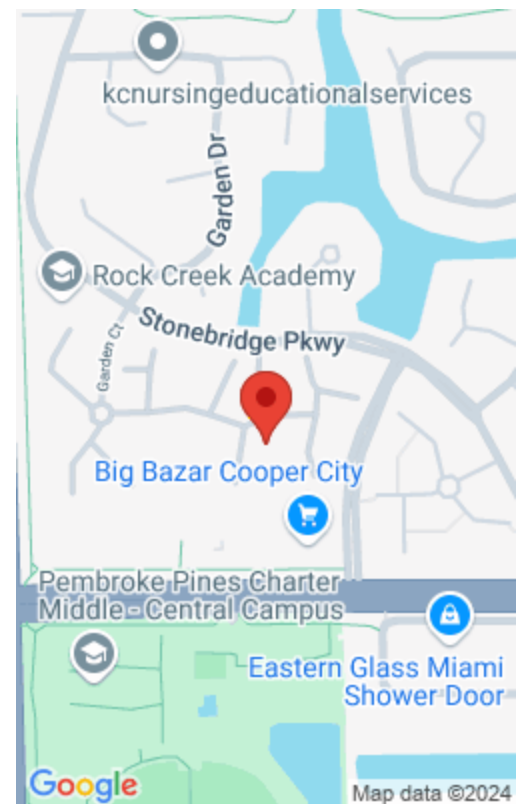 kcnursingeducationalservices
Garden Dr
Rock Creek Academy
Stonebridge Pkwy
Garden Ct
Big Bazar Cooper City
Pembroke Pines Charter
Middle - Central Campus
Eastern Glass Miami
Shower Door
Google
Map data ©2024